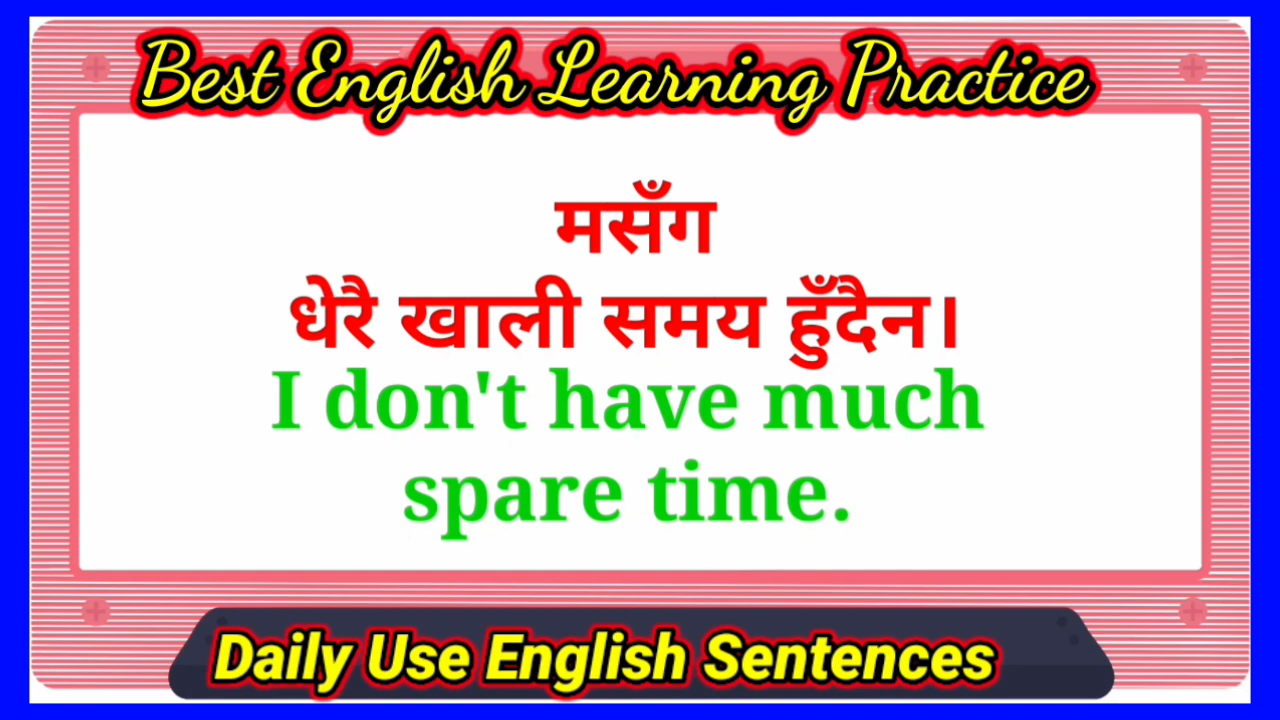 Best English Learning Practice
मसँग
धेरै खाली समय हुँदैन।
I don't have much
spare time.
Daily Use English Sentences